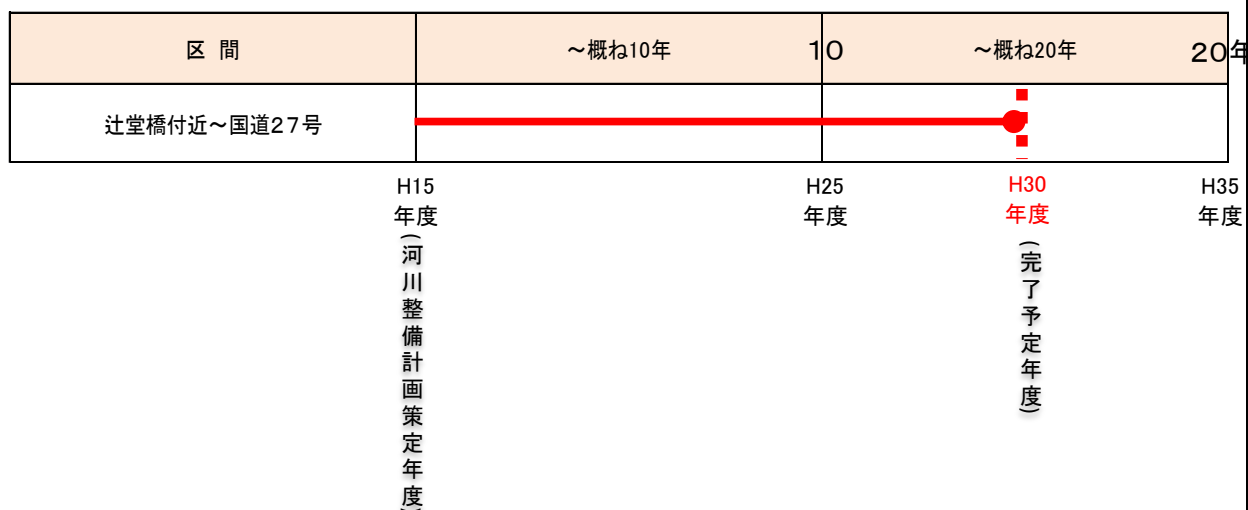 区 間
～概ね10年
10
～概ね20年
20年
辻堂橋付近～国道27号
H15
年度
(河川整備計画策定年度
H25
年度
H30
年度
(完了予定年度)
H35
年度